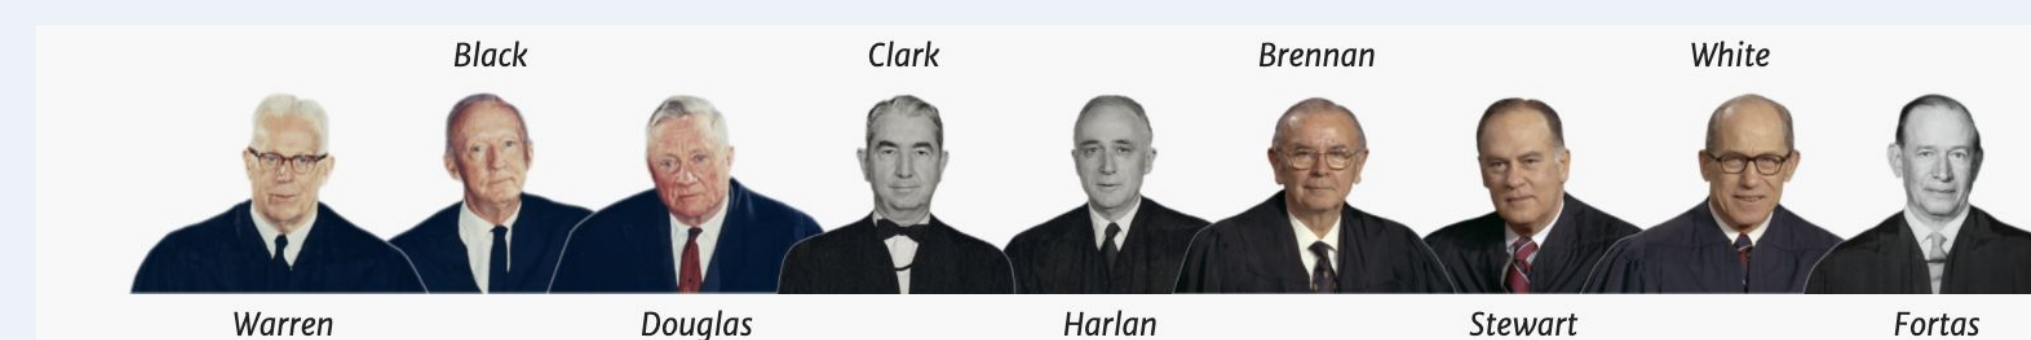 Black Clark Brennan White
Warren Douglas Harlan Stewart Fortas